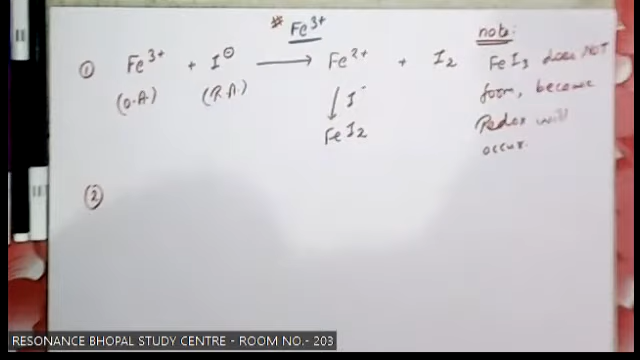 * Fe³⁺
① Fe³⁺ + I⊖ ⟶ Fe²⁺ + I₂
(O.A) (R.A.)
↓ I⁻
FeI₂
note:
FeI₃ does NOT
form, because
Redox will
occur.
②
RESONANCE BHOPAL STUDY CENTRE - ROOM NO.- 203